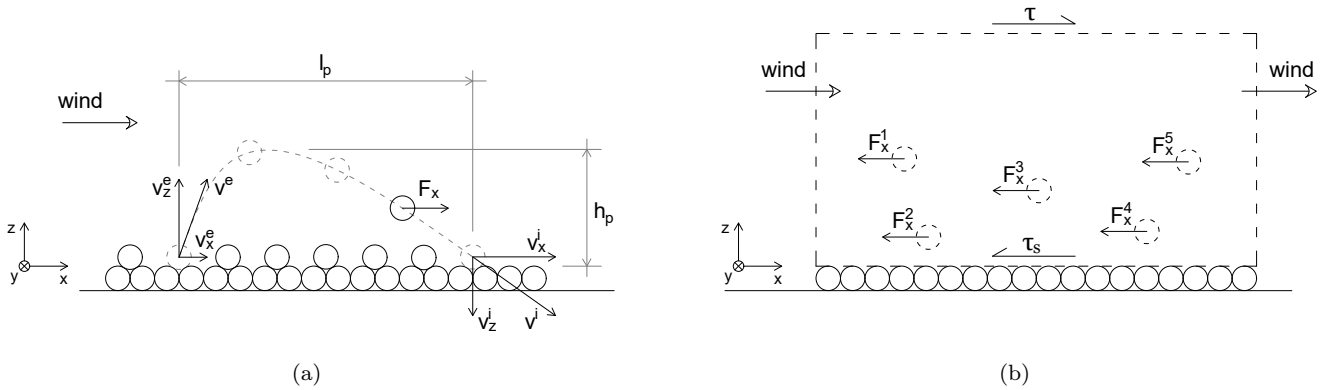 l_p
wind
v_z^e
v^e
F_x
h_p
v_x^e
v_x^i
z
y
x
v_z^i
v^i
(a)
τ
wind
wind
F_x^1
F_x^5
F_x^3
F_x^2
F_x^4
τ_s
z
y
x
(b)